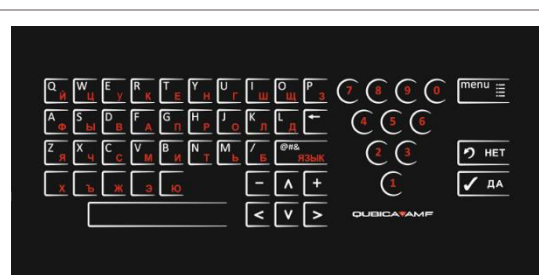 Q Й W Ц E У R К T Е Y Н U Г I Ш O Щ P З 7 8 9 0 menu
A Ф S Ы D В F А G П H Р J О K Л L Д ← 4 5 6
Z Я X Ч C С V М B И N Т M Ь / Б @#& ЯЗЫК 2 3 НЕТ
Х Ъ Ж Э Ю - ∧ + 1 ДА
< ∨ > QUBICAAMF